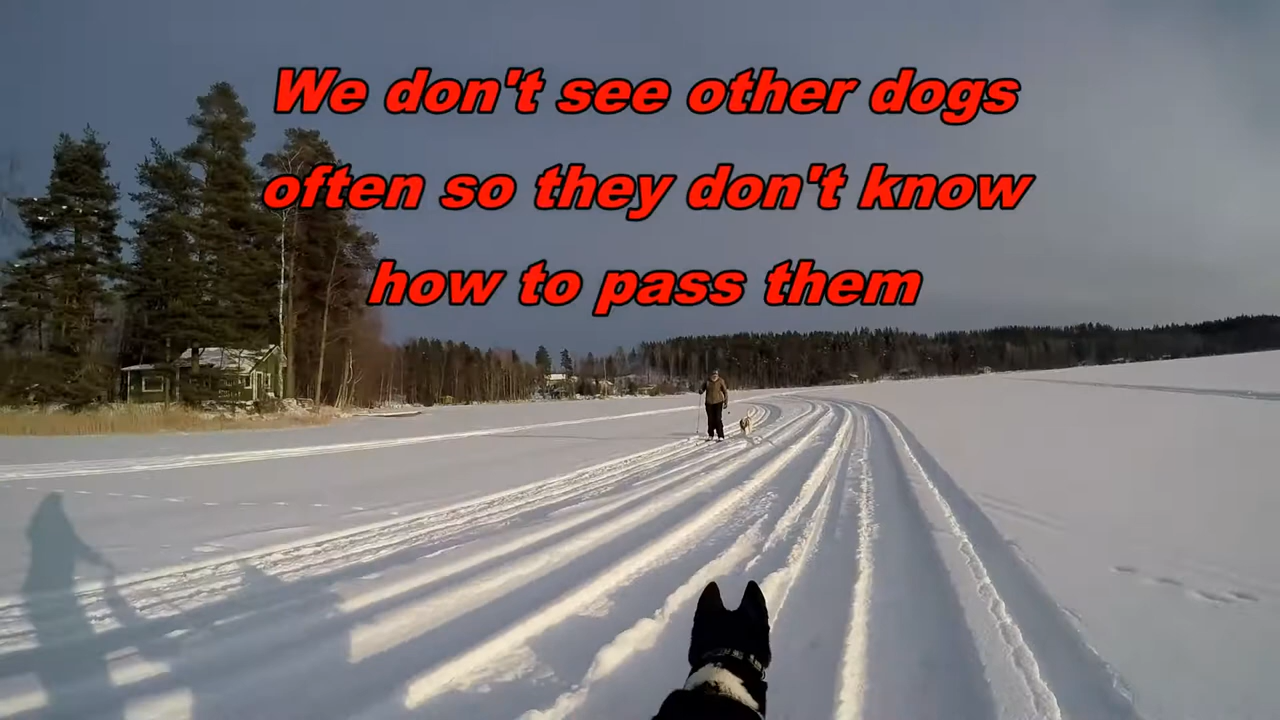 We don't see other dogs
often so they don't know
how to pass them